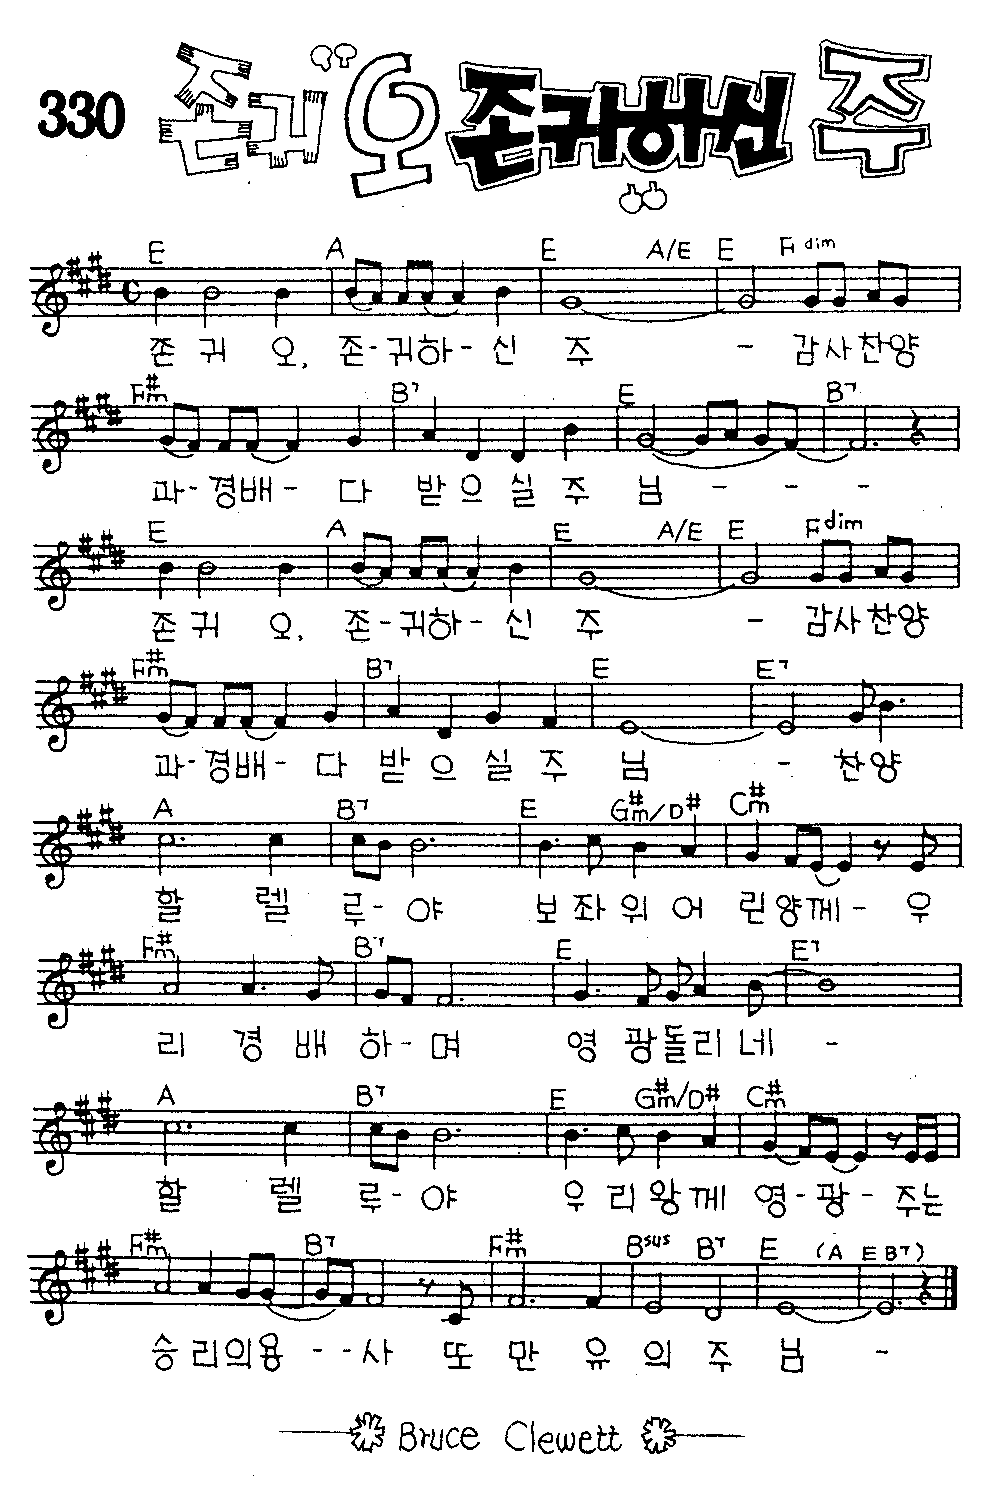 330 존귀 오 존귀하신 주
E A E A/E E Fdim
존 귀 오, 존-귀하-신 주 - 감사찬양
F#m B7 E B7
과-경배- 다 받으실주 님 - - -
E A E A/E E Fdim
존 귀 오, 존-귀하-신 주 - 감사찬양
F#m B7 E E7
과-경배- 다 받으실주 님 - 찬양
A B7 E G#m/D# C#m
할 렐 루-야 보좌위어 린양께- 우
F#m B7 E E7
리 경 배 하-며 영 광돌리네 -
A B7 E G#m/D# C#m
할 렐 루-야 우리왕께 영-광- 주는
F#m B7 F#m Bsus B7 E (A E B7)
승리의용--사 또 만 유 의 주 님 -
Bruce Clewett